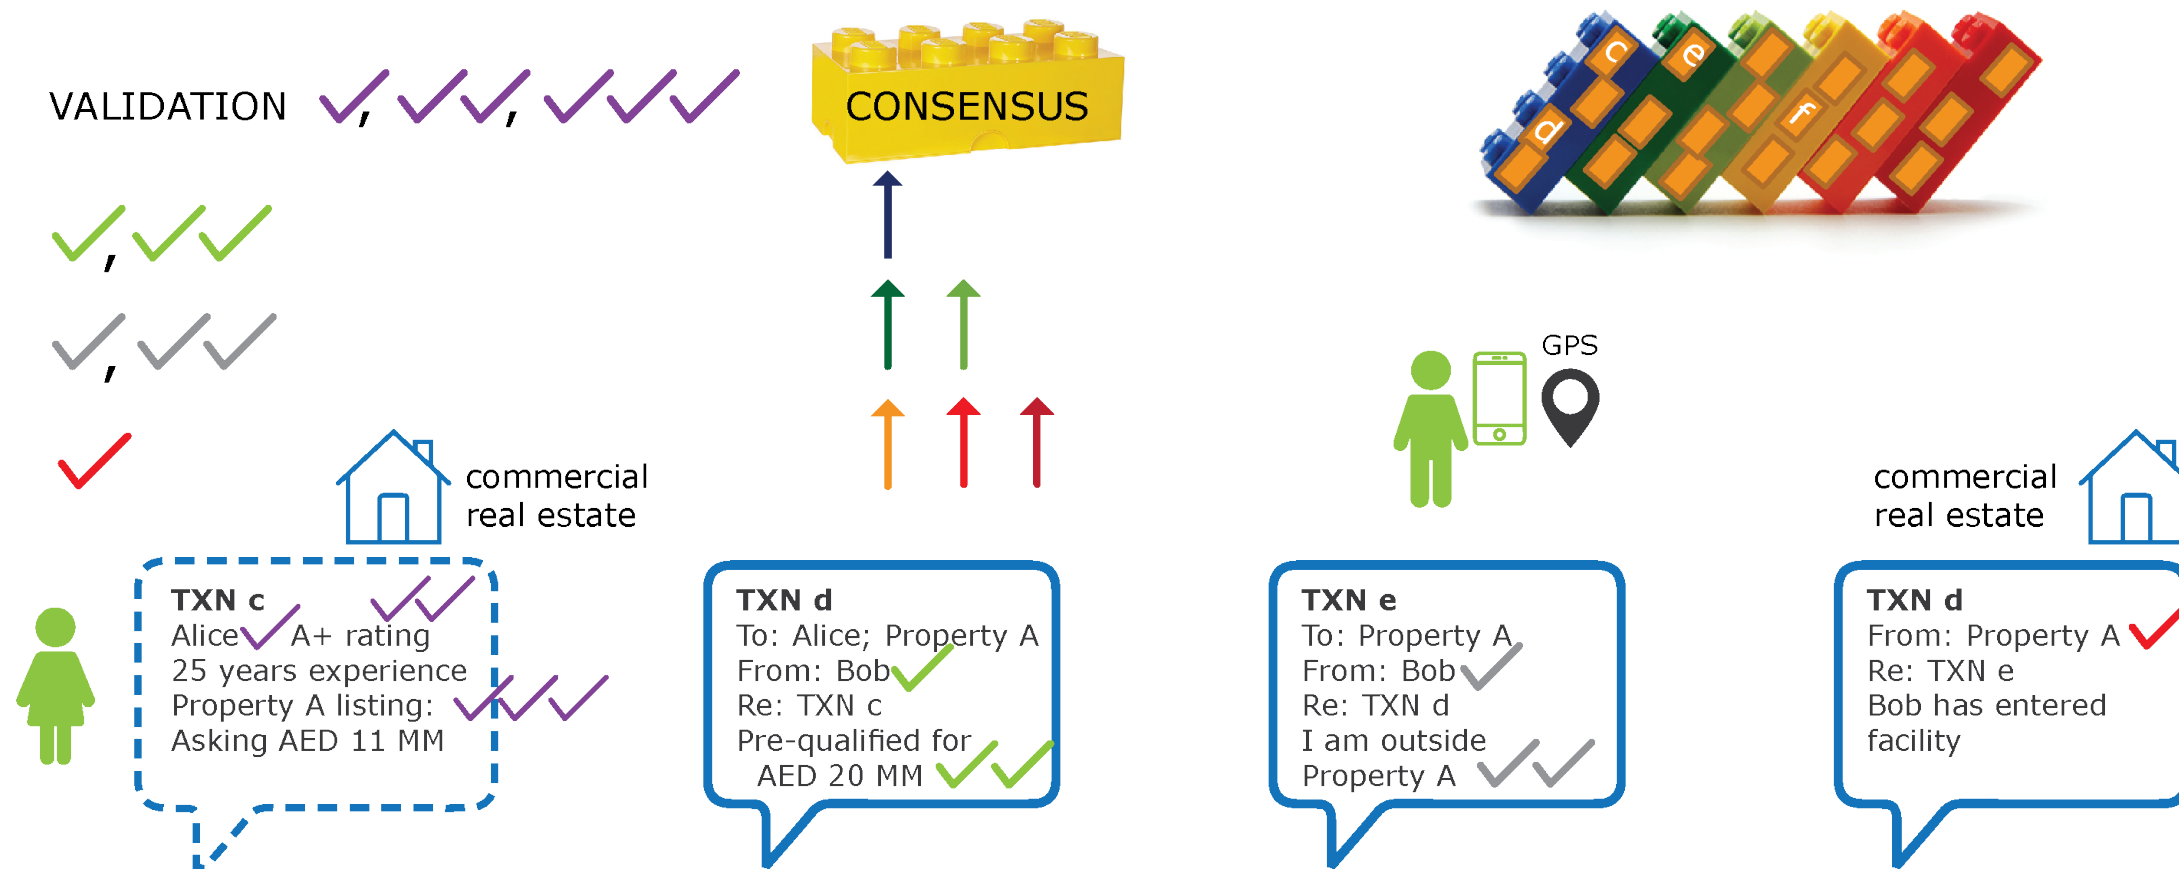 VALIDATION , ,
CONSENSUS
c
e
d
f
,
,
GPS
commercial
real estate
commercial
real estate
TXN c
Alice A+ rating
25 years experience
Property A listing:
Asking AED 11 MM
TXN d
To: Alice; Property A
From: Bob
Re: TXN c
Pre-qualified for
AED 20 MM
TXN e
To: Property A
From: Bob
Re: TXN d
I am outside
Property A
TXN d
From: Property A
Re: TXN e
Bob has entered
facility